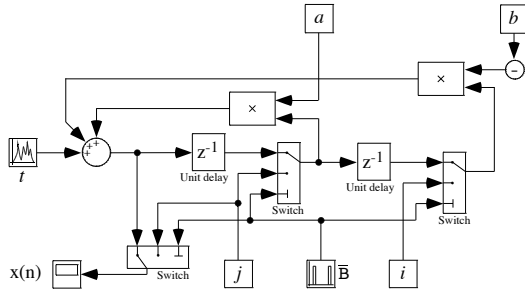 a
b
−
×
×
+
+
+
t
z-1
Unit delay
Switch
z-1
Unit delay
Switch
x(n)
Switch
j
B
i